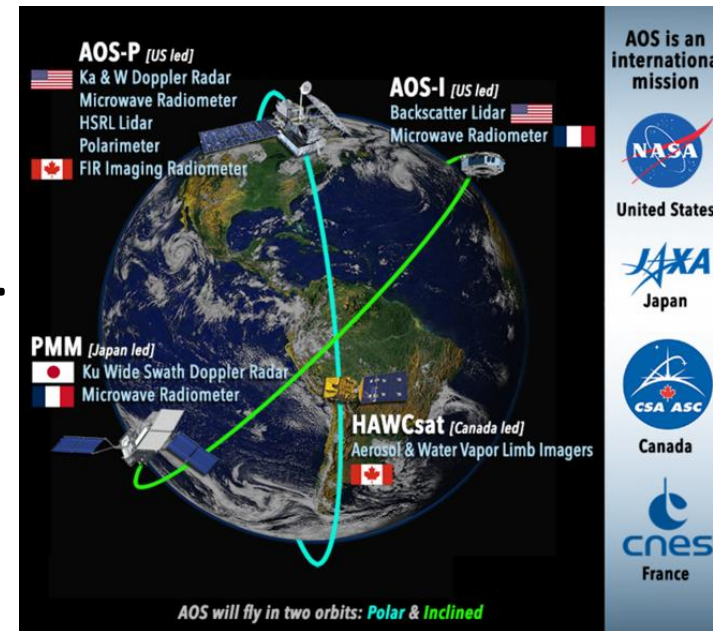 AOS-P [US led]
Ka & W Doppler Radar
Microwave Radiometer
HSRL Lidar
Polarimeter
FIR Imaging Radiometer
AOS-I [US led]
Backscatter Lidar
Microwave Radiometer
PMM [Japan led]
Ku Wide Swath Doppler Radar
Microwave Radiometer
HAWCsat [Canada led]
Aerosol & Water Vapor Limb Imagers
AOS will fly in two orbits: Polar & Inclined
AOS is an
internationa
mission
NASA
United States
JAXA
Japan
CSA ASC
Canada
cnes
France